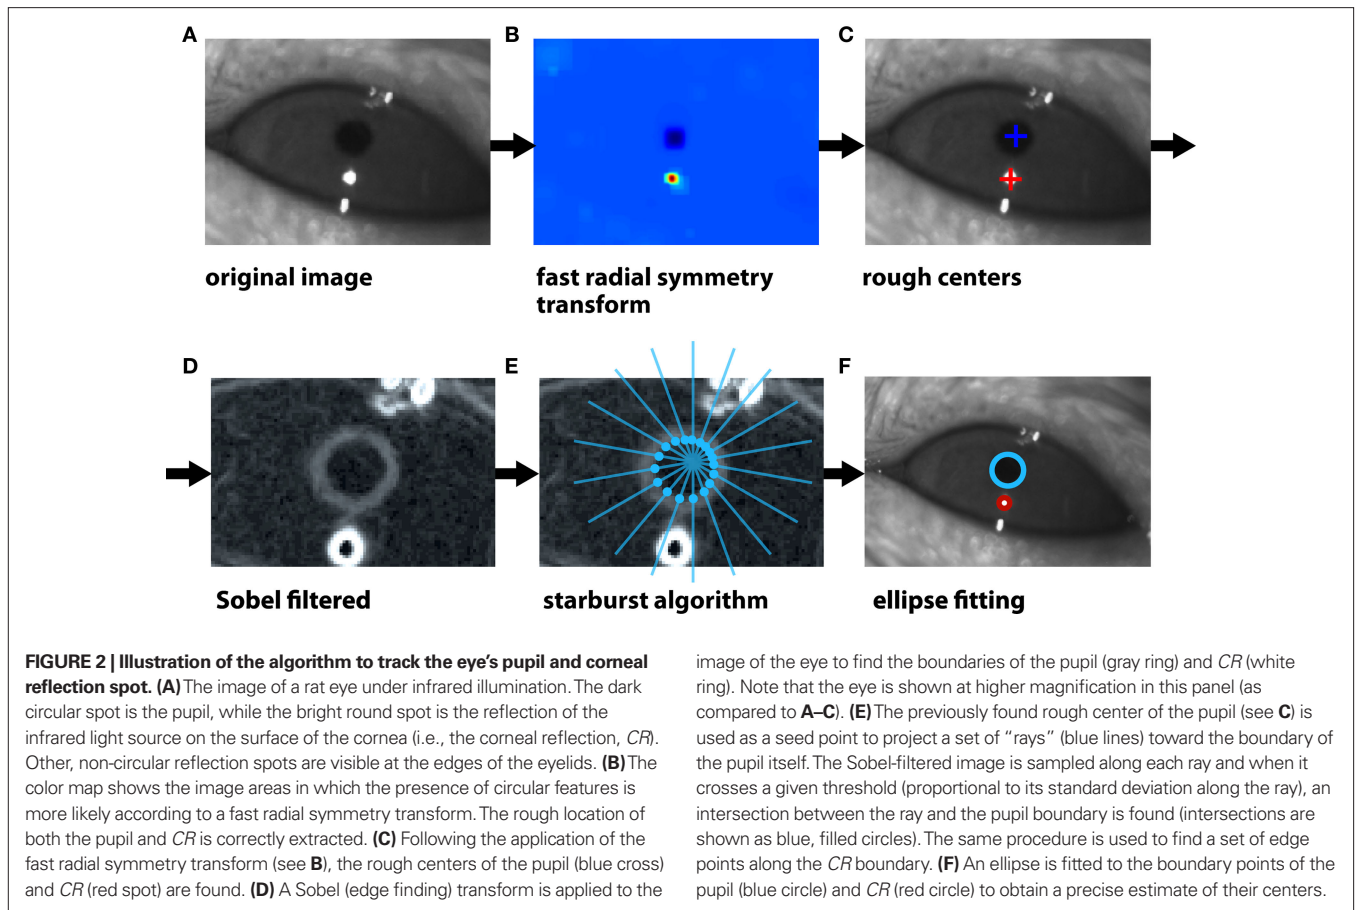 A
B
C
original image
fast radial symmetry
transform
rough centers
D
E
F
Sobel filtered
starburst algorithm
ellipse fitting
FIGURE 2 | Illustration of the algorithm to track the eye's pupil and corneal
reflection spot. (A) The image of a rat eye under infrared illumination. The dark
circular spot is the pupil, while the bright round spot is the reflection of the
infrared light source on the surface of the cornea (i.e., the corneal reflection, CR).
Other, non-circular reflection spots are visible at the edges of the eyelids. (B) The
color map shows the image areas in which the presence of circular features is
more likely according to a fast radial symmetry transform. The rough location of
both the pupil and CR is correctly extracted. (C) Following the application of the
fast radial symmetry transform (see B), the rough centers of the pupil (blue cross)
and CR (red spot) are found. (D) A Sobel (edge finding) transform is applied to the
image of the eye to find the boundaries of the pupil (gray ring) and CR (white
ring). Note that the eye is shown at higher magnification in this panel (as
compared to A–C). (E) The previously found rough center of the pupil (see C) is
used as a seed point to project a set of "rays" (blue lines) toward the boundary of
the pupil itself. The Sobel-filtered image is sampled along each ray and when it
crosses a given threshold (proportional to its standard deviation along the ray), an
intersection between the ray and the pupil boundary is found (intersections are
shown as blue, filled circles). The same procedure is used to find a set of edge
points along the CR boundary. (F) An ellipse is fitted to the boundary points of the
pupil (blue circle) and CR (red circle) to obtain a precise estimate of their centers.